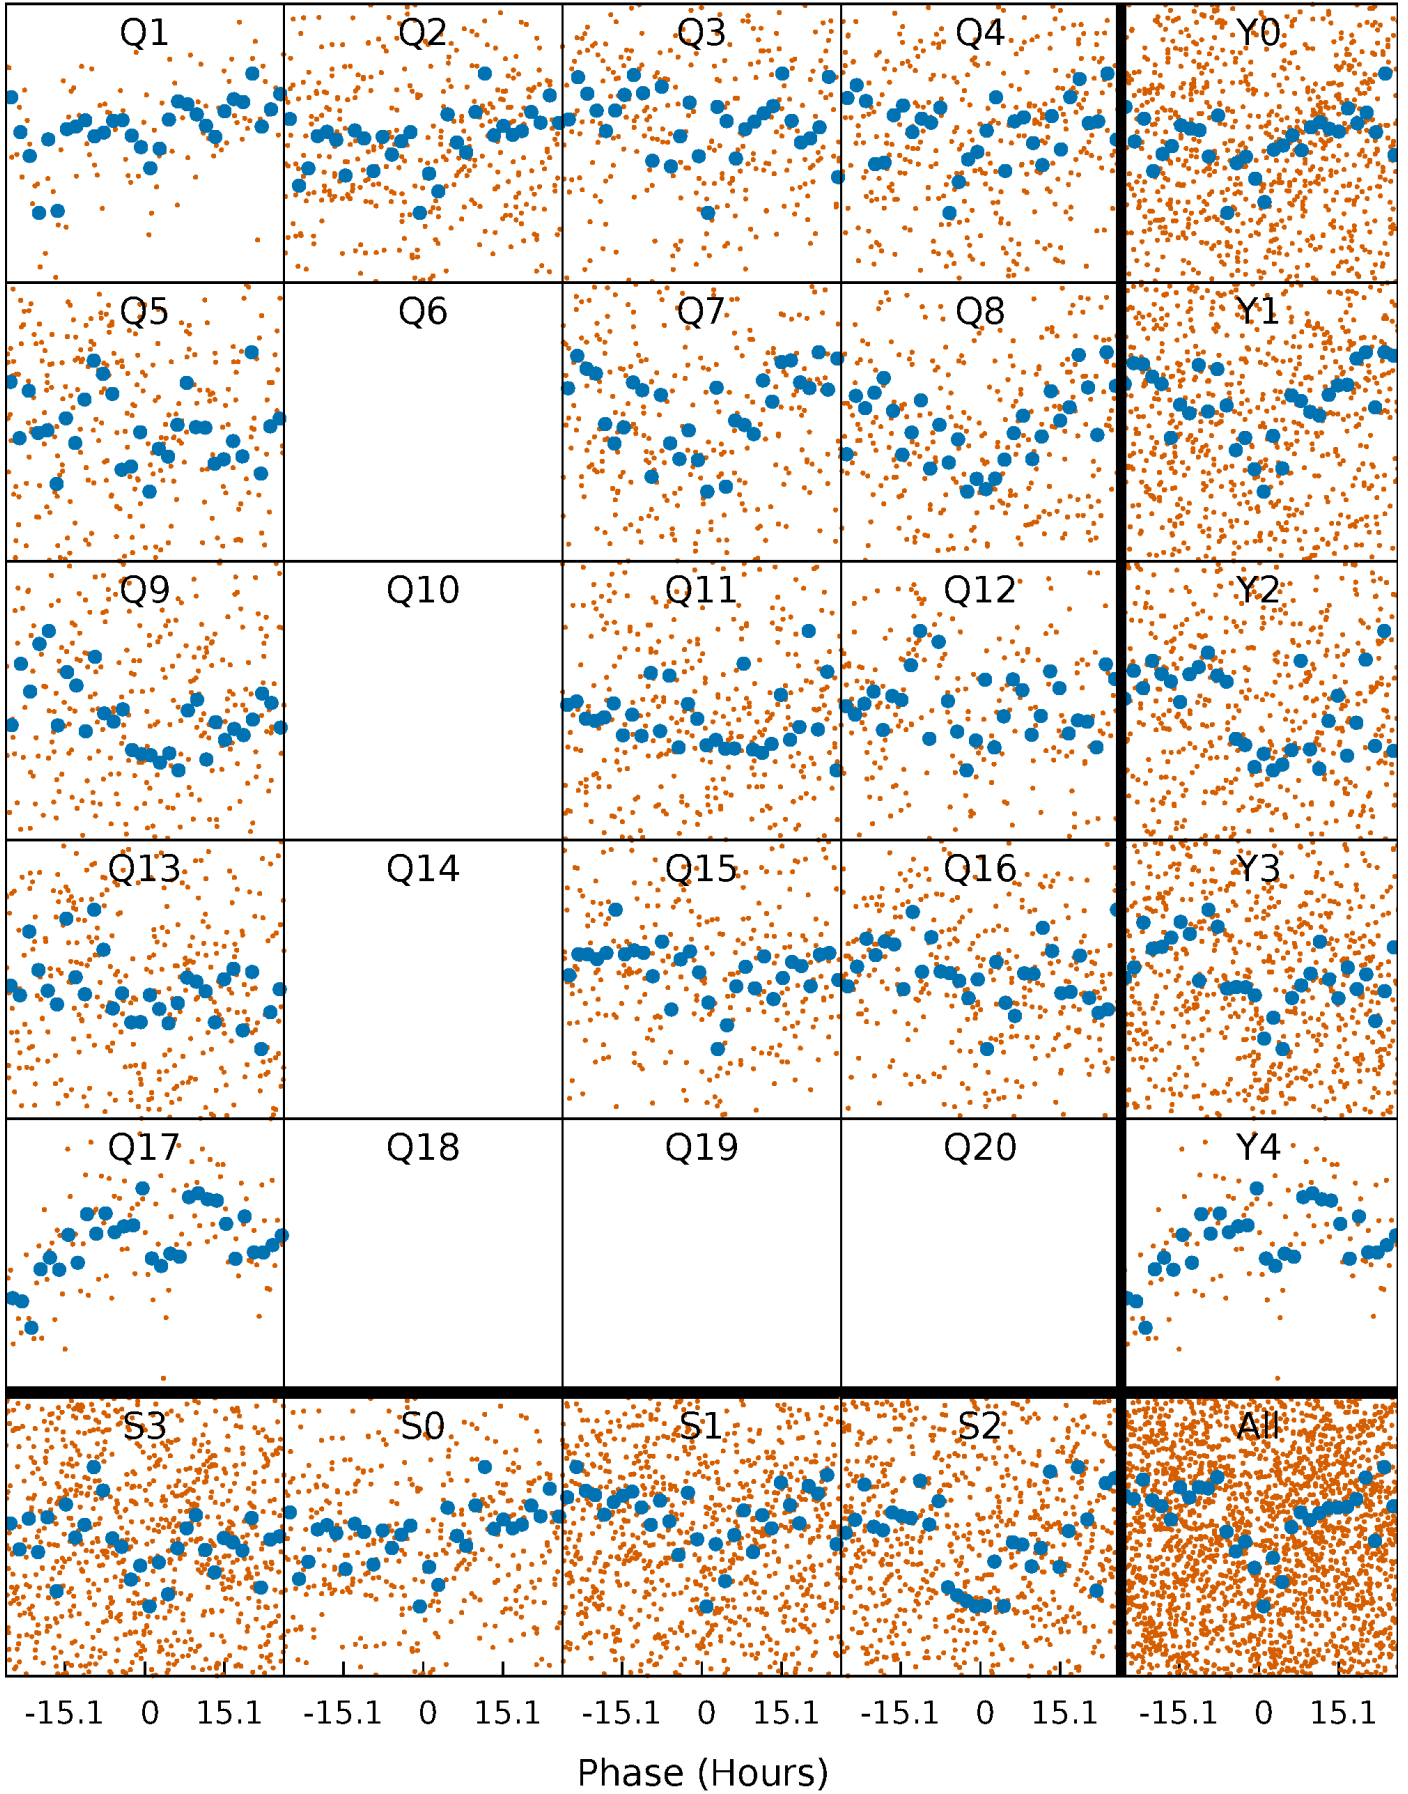 Q1 Q2 Q3 Q4 Y0
Q5 Q6 Q7 Q8 Y1
Q9 Q10 Q11 Q12 Y2
Q13 Q14 Q15 Q16 Y3
Q17 Q18 Q19 Q20 Y4
S3 S0 S1 S2 All
-15.1 0 15.1 -15.1 0 15.1 -15.1 0 15.1 -15.1 0 15.1 -15.1 0 15.1
Phase (Hours)